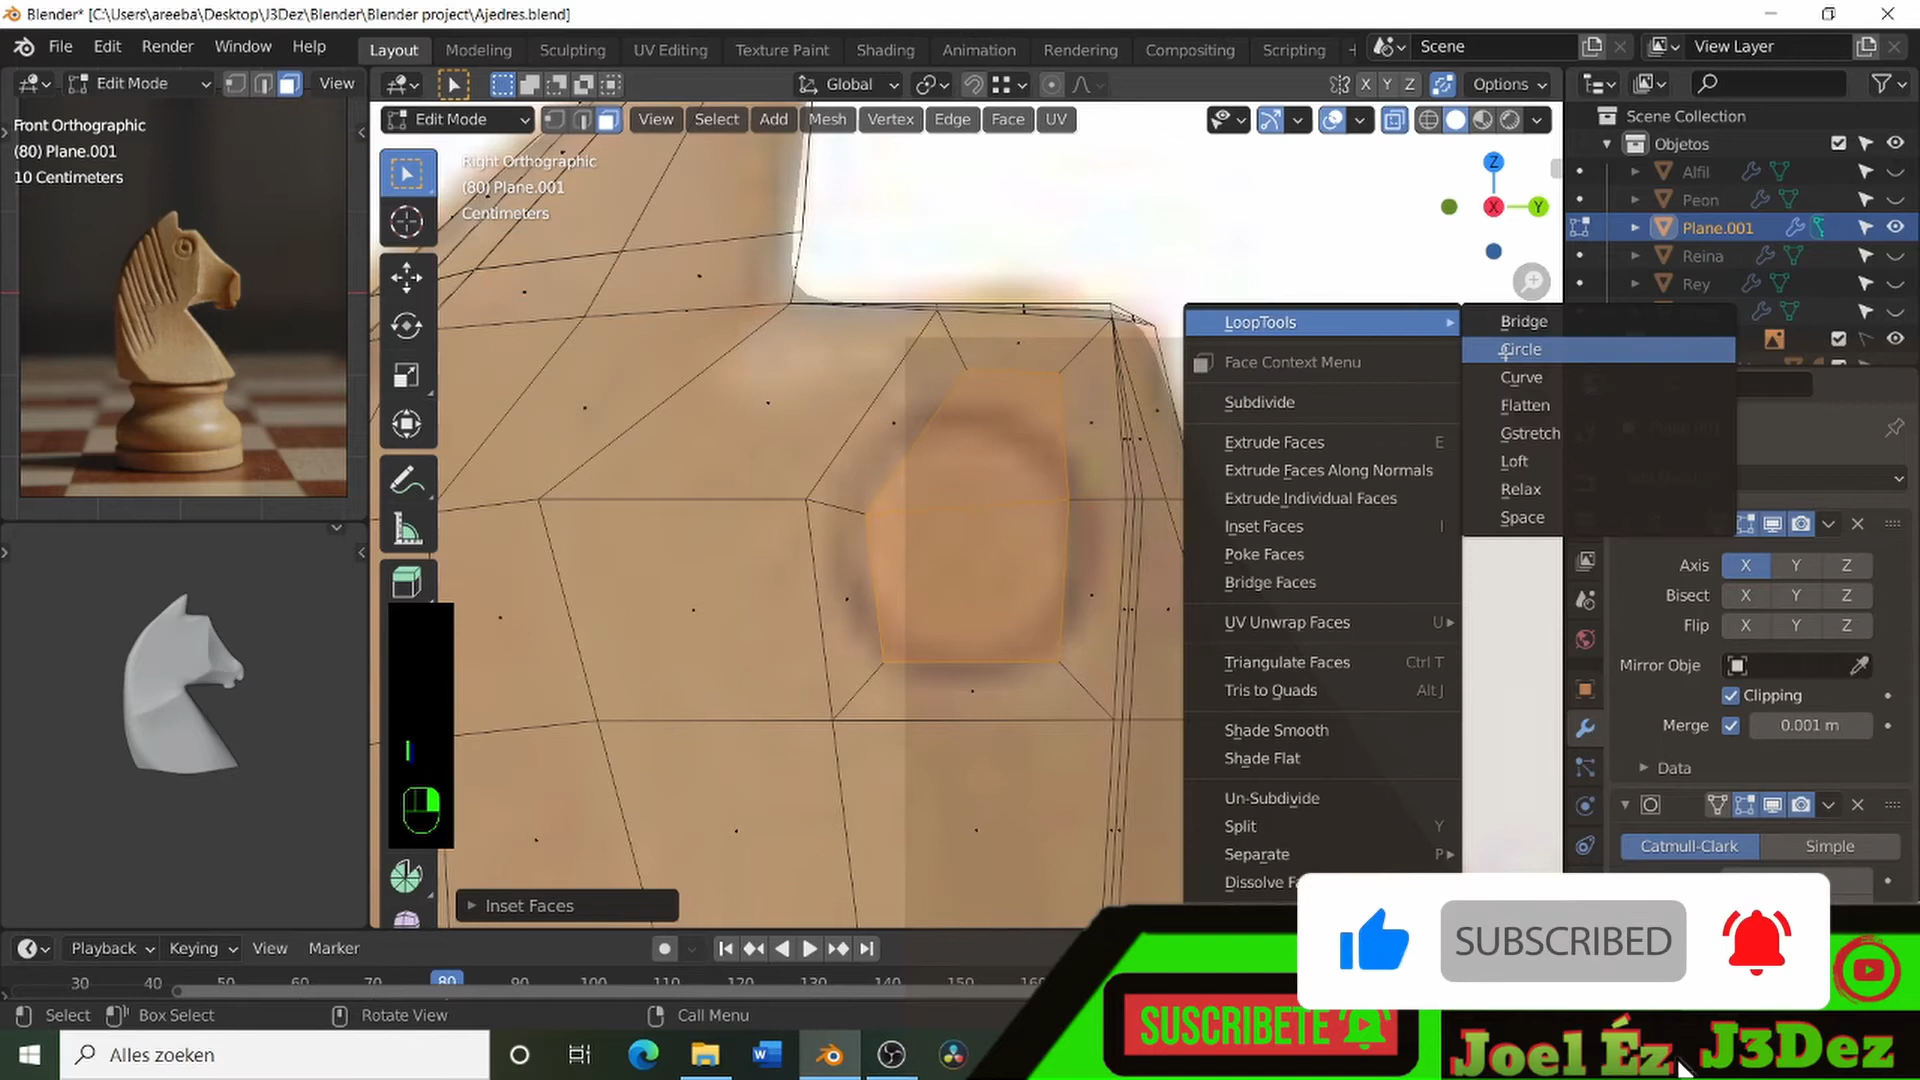 Blender* [C:\Users\areeba\Desktop\J3Dez\Blender\Blender project\Ajedres.blend]
File Edit Render Window Help
Layout Modeling Sculpting UV Editing Texture Paint Shading Animation Rendering Compositing Scripting
Scene
View Layer
Edit Mode View
Global
X Y Z
Options
Edit Mode View Select Add Mesh Vertex Edge Face UV
Front Orthographic
(80) Plane.001
10 Centimeters
Right Orthographic
(80) Plane.001
Centimeters
Z
X
Y
Scene Collection
Objetos
Alfil
Peon
Plane.001
Reina
Rey
LoopTools
Face Context Menu
Subdivide
Extrude Faces E
Extrude Faces Along Normals
Extrude Individual Faces
Inset Faces I
Poke Faces
Bridge Faces
UV Unwrap Faces U
Triangulate Faces Ctrl T
Tris to Quads Alt J
Shade Smooth
Shade Flat
Un-Subdivide
Split Y
Separate P
Dissolve Fa
Bridge
Circle
Curve
Flatten
Gstretch
Loft
Relax
Space
Axis X Y Z
Bisect X Y Z
Flip X Y Z
Mirror Obje
Clipping
Merge 0.001 m
Data
Catmull-Clark Simple
I
Inset Faces
Playback Keying View Marker
30 40 50 60 70 80 90 100 110 120 130 140 150 160
Select Box Select Rotate View Call Menu
SUBSCRIBED
SUSCRIBETE
Joel Éz J3Dez
Alles zoeken